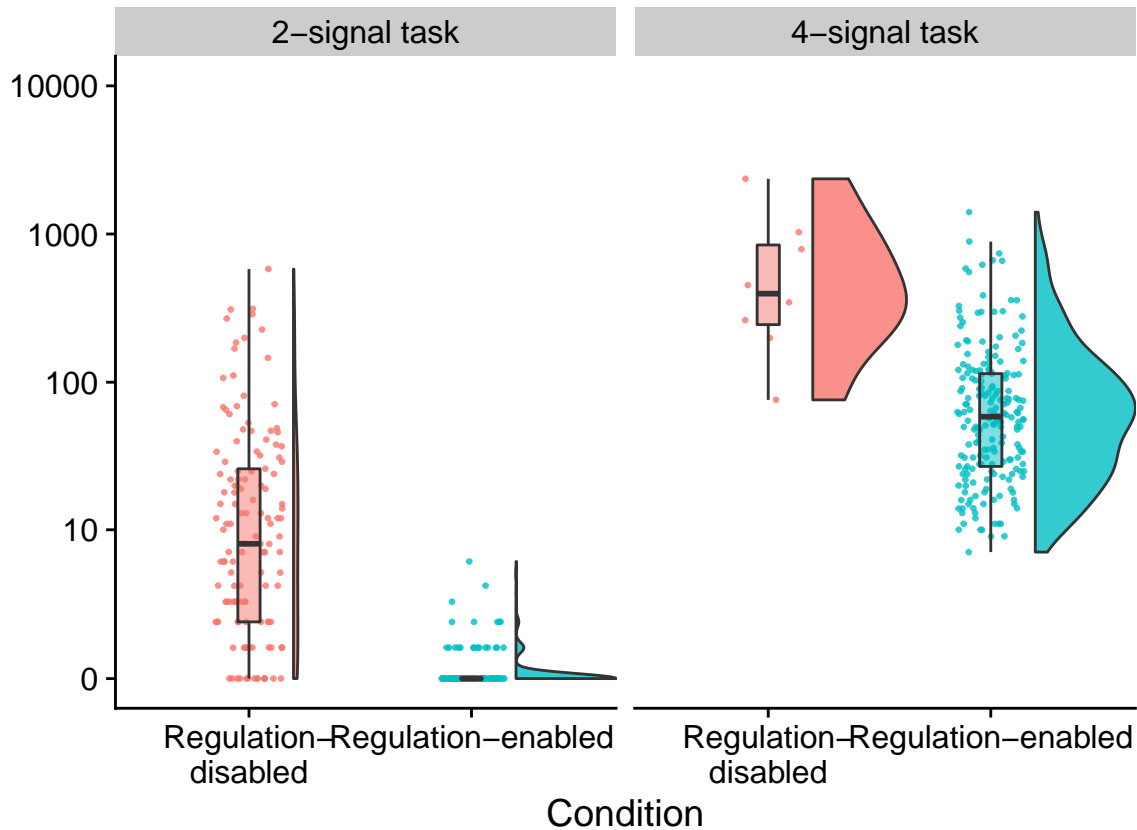 2−signal task
4−signal task
10000
1000
100
10
0
Regulation−
disabled
Regulation−enabled
Regulation−
disabled
Regulation−enabled
Condition